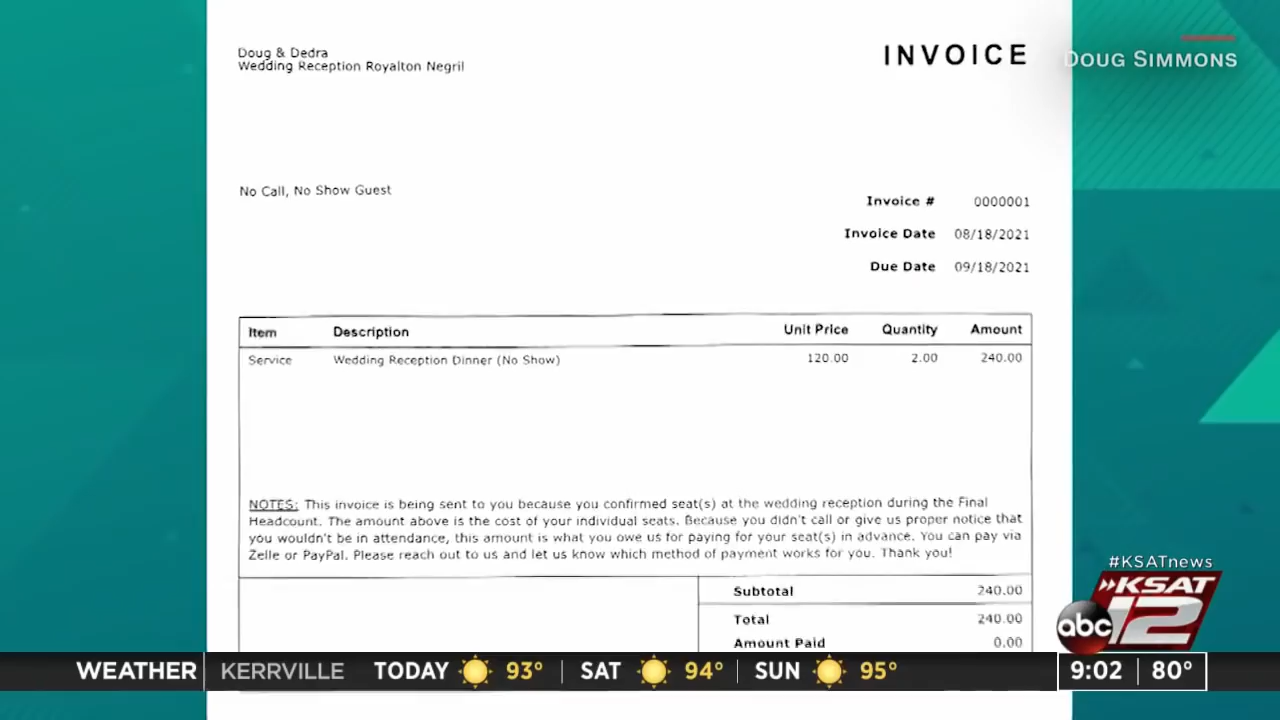 Doug & Dedra
Wedding Reception Royalton Negril
INVOICE
DOUG SIMMONS
No Call, No Show Guest
Invoice # 0000001
Invoice Date 08/18/2021
Due Date 09/18/2021
Item Description Unit Price Quantity Amount
Service Wedding Reception Dinner (No Show) 120.00 2.00 240.00
NOTES: This invoice is being sent to you because you confirmed seat(s) at the wedding reception during the Final
Headcount. The amount above is the cost of your individual seats. Because you didn't call or give us proper notice that
you wouldn't be in attendance, this amount is what you owe us for paying for your seat(s) in advance. You can pay via
Zelle or PayPal. Please reach out to us and let us know which method of payment works for you. Thank you!
Subtotal 240.00
Total 240.00
Amount Paid 0.00
#KSATnews
KSAT
abc 12
WEATHER KERRVILLE TODAY 93° SAT 94° SUN 95° 9:02 80°